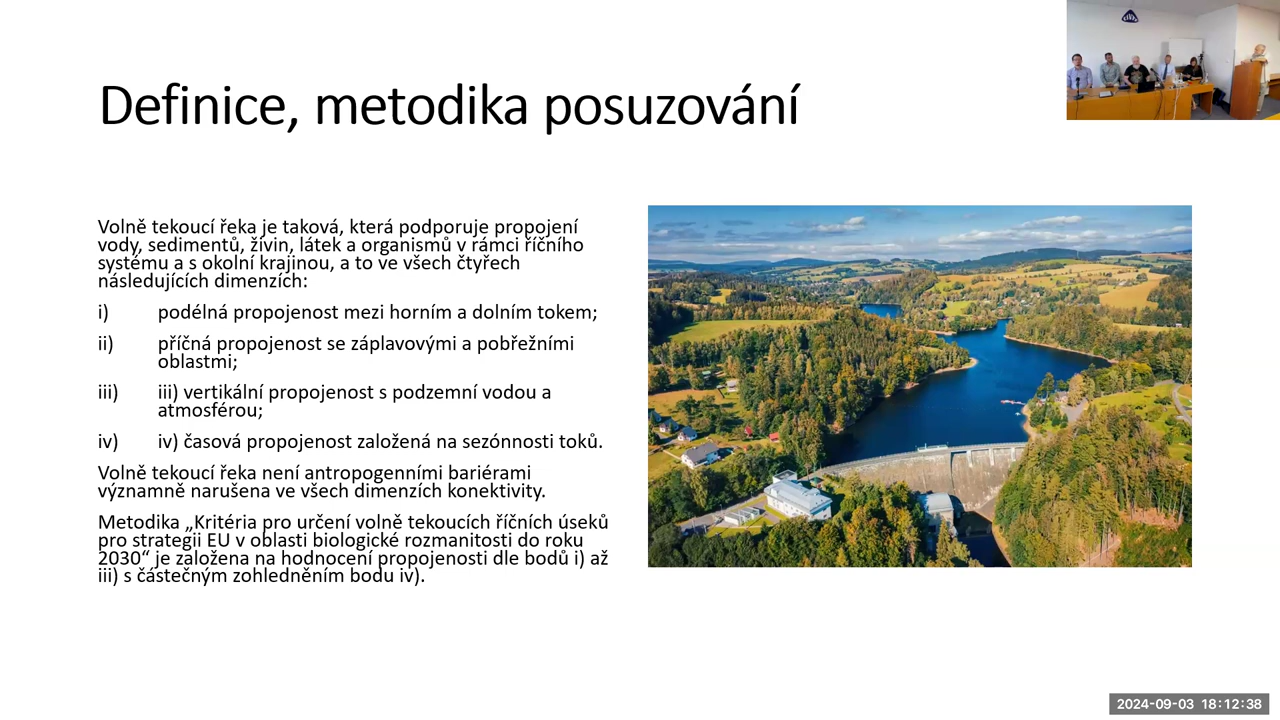 Definice, metodika posuzování
Volně tekoucí řeka je taková, která podporuje propojení
vody, sedimentů, žívin, látek a organismů v rámci říčního
systému a s okolní krajinou, a to ve všech čtyřech
následujících dimenzích:
i) podélná propojenost mezi horním a dolním tokem;
ii) příčná propojenost se záplavovými a pobřežními
oblastmi;
iii) iii) vertikální propojenost s podzemní vodou a
atmosférou;
iv) iv) časová propojenost založená na sezónnosti toků.
Volně tekoucí řeka není antropogenními bariérami
významně narušena ve všech dimenzích konektivity.
Metodika „Kritéria pro určení volně tekoucích říčních úseků
pro strategii EU v oblasti biologické rozmanitosti do roku
2030“ je založena na hodnocení propojenosti dle bodů i) až
iii) s částečným zohledněním bodu iv).
2024-09-03 18:12:38